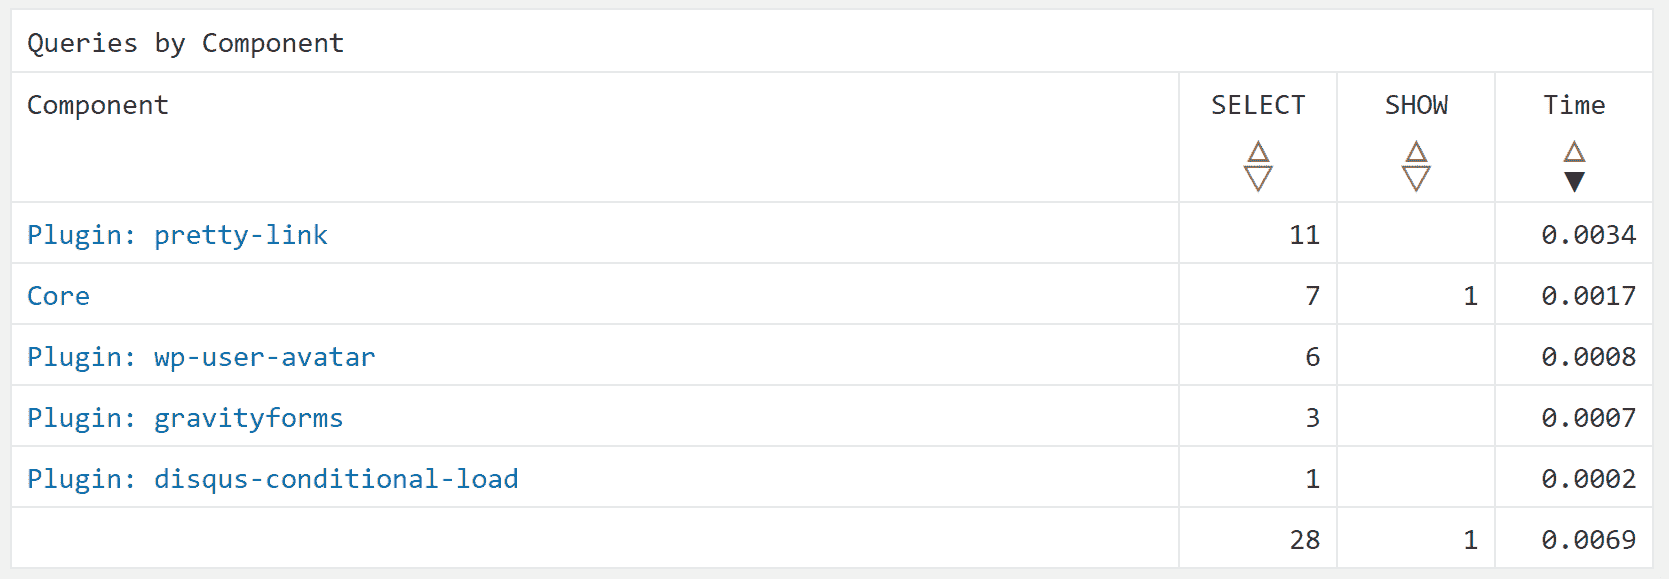 Queries by Component
Component SELECT SHOW Time
Plugin: pretty-link 11 0.0034
Core 7 1 0.0017
Plugin: wp-user-avatar 6 0.0008
Plugin: gravityforms 3 0.0007
Plugin: disqus-conditional-load 1 0.0002
28 1 0.0069